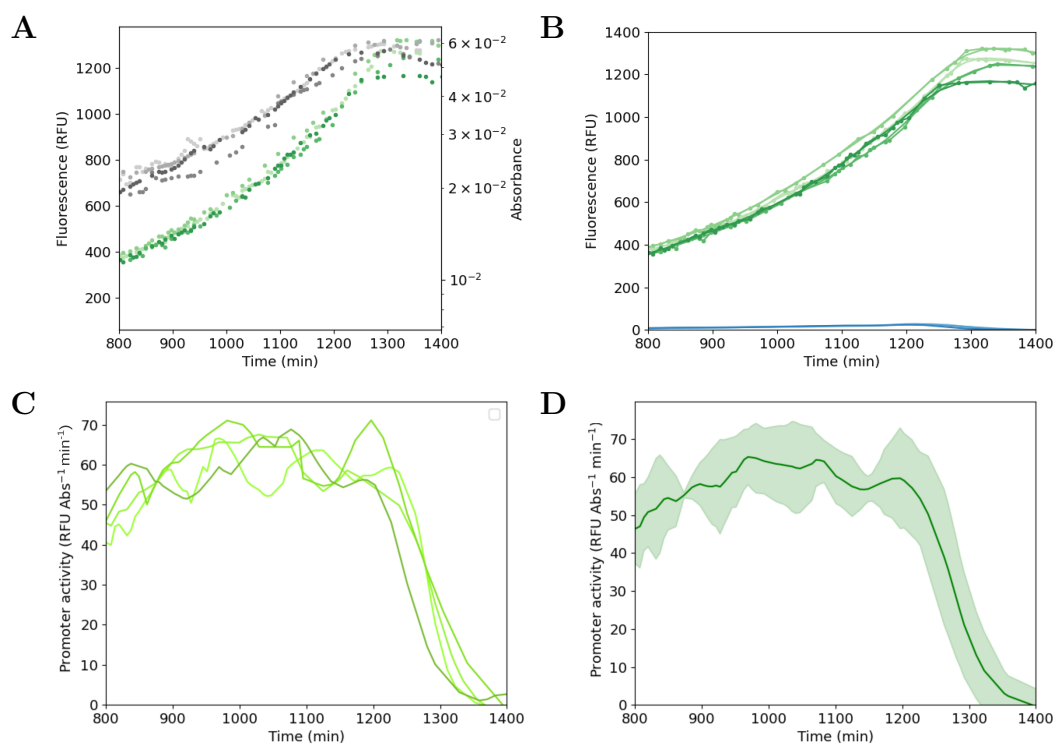 A
Fluorescence (RFU)
1200
1000
800
600
400
200
6 × 10⁻²
4 × 10⁻²
3 × 10⁻²
2 × 10⁻²
10⁻²
Absorbance
800 900 1000 1100 1200 1300 1400
Time (min)
B
Fluorescence (RFU)
1400
1200
1000
800
600
400
200
0
800 900 1000 1100 1200 1300 1400
Time (min)
C
Promoter activity (RFU Abs⁻¹ min⁻¹)
70
60
50
40
30
20
10
0
800 900 1000 1100 1200 1300 1400
Time (min)
D
Promoter activity (RFU Abs⁻¹ min⁻¹)
70
60
50
40
30
20
10
0
800 900 1000 1100 1200 1300 1400
Time (min)